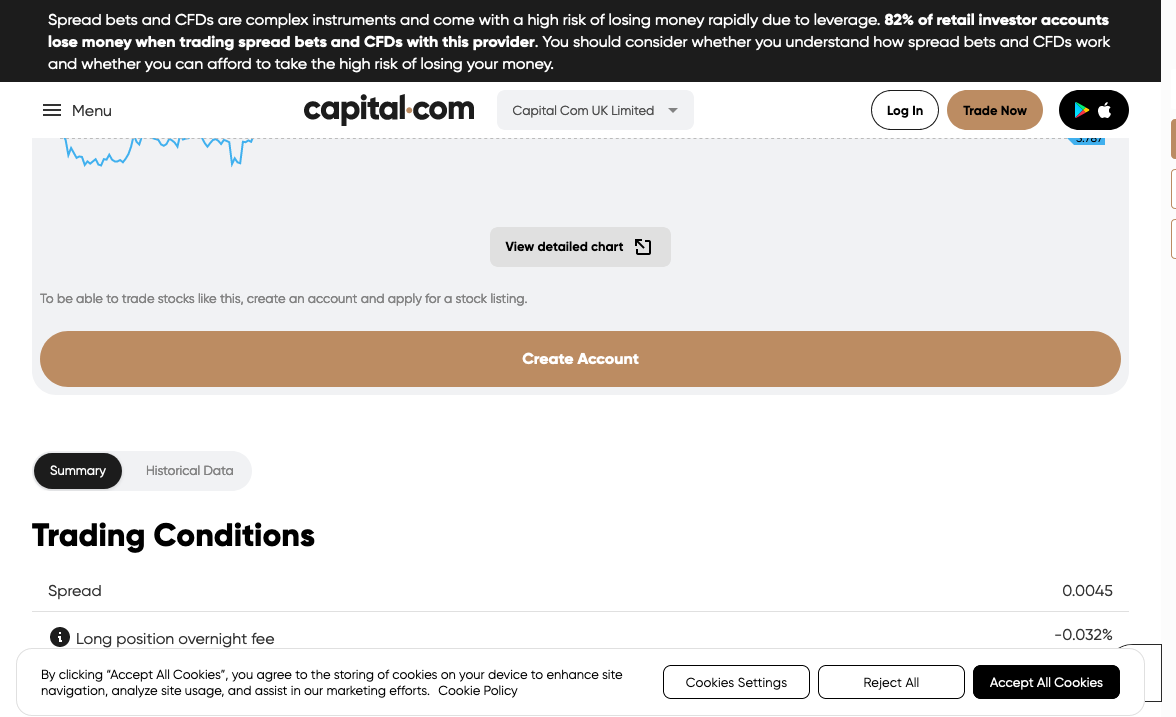 Spread bets and CFDs are complex instruments and come with a high risk of losing money rapidly due to leverage. 82% of retail investor accounts
lose money when trading spread bets and CFDs with this provider. You should consider whether you understand how spread bets and CFDs work
and whether you can afford to take the high risk of losing your money.
Menu
capital.com
Capital Com UK Limited
Log In
Trade Now
View detailed chart
To be able to trade stocks like this, create an account and apply for a stock listing.
Create Account
Summary
Historical Data
Trading Conditions
Spread
0.0045
Long position overnight fee
-0.032%
By clicking “Accept All Cookies”, you agree to the storing of cookies on your device to enhance site
navigation, analyze site usage, and assist in our marketing efforts. Cookie Policy
Cookies Settings
Reject All
Accept All Cookies